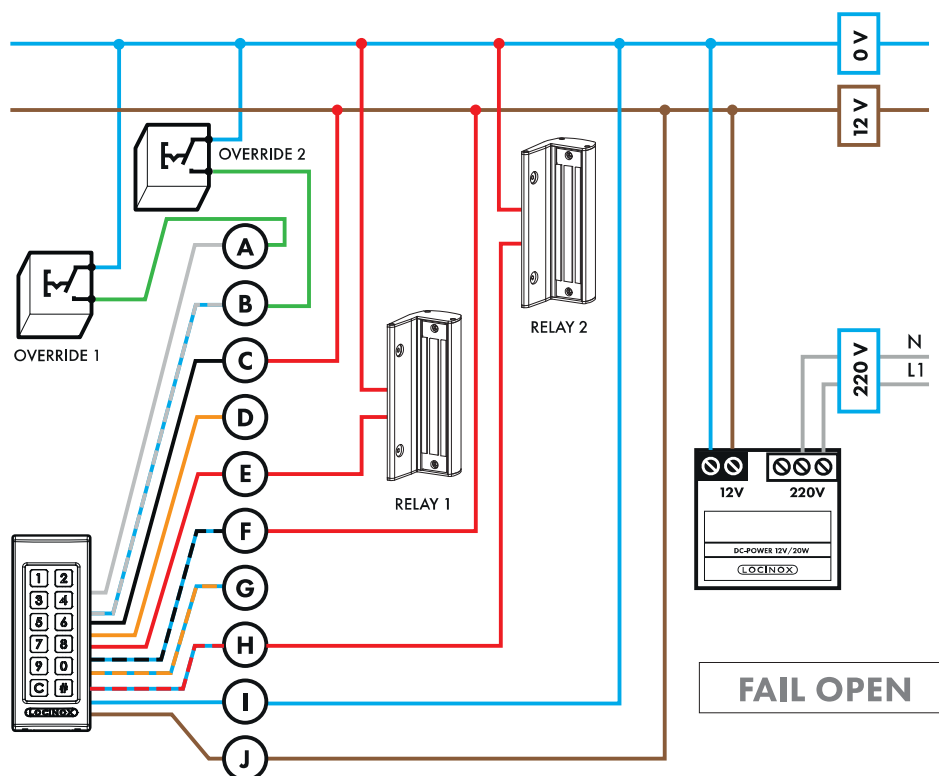 0 V
12 V
OVERRIDE 2
A
B
OVERRIDE 1
RELAY 2
C
N
220 V
L1
D
E
12V
220V
RELAY 1
F
DC-POWER 12V/20W
LOCINOX
1 2
3 4
5 6
7 8
9 0
C #
LOCINOX
G
H
I
J
FAIL OPEN